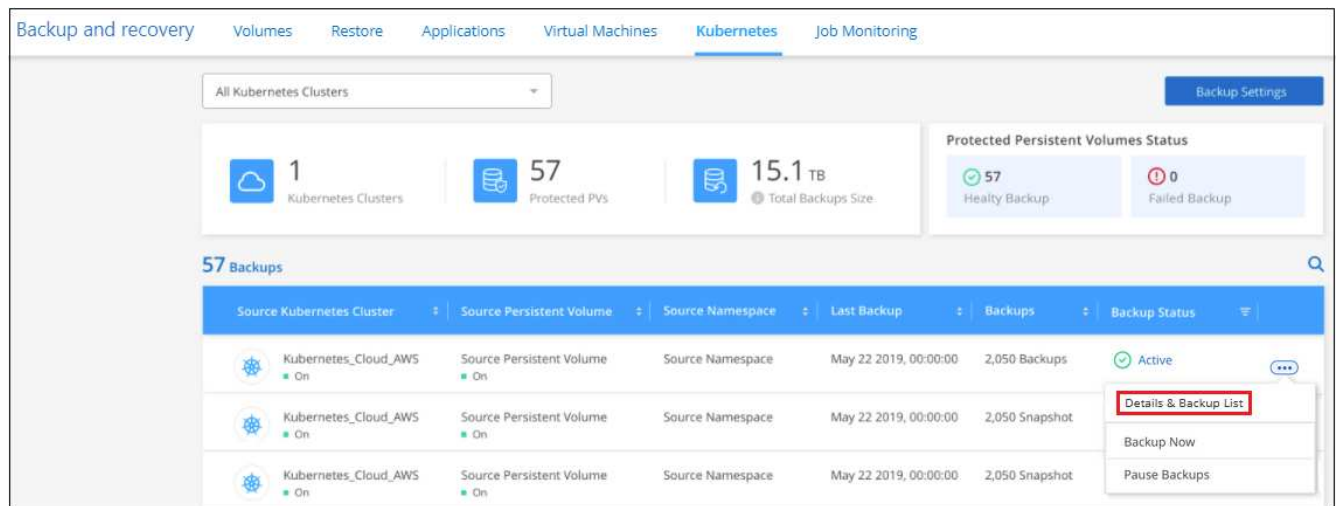 Backup and recovery Volumes Restore Applications Virtual Machines Kubernetes Job Monitoring
All Kubernetes Clusters Backup Settings
Protected Persistent Volumes Status
1 57 15.1 TB 57 0
Kubernetes Clusters Protected PVs Total Backups Size Healty Backup Failed Backup
57 Backups
Source Kubernetes Cluster Source Persistent Volume Source Namespace Last Backup Backups Backup Status
Kubernetes_Cloud_AWS Source Persistent Volume Source Namespace May 22 2019, 00:00:00 2,050 Backups Active
On On
Details & Backup List
Kubernetes_Cloud_AWS Source Persistent Volume Source Namespace May 22 2019, 00:00:00 2,050 Snapshot
On On
Backup Now
Kubernetes_Cloud_AWS Source Persistent Volume Source Namespace May 22 2019, 00:00:00 2,050 Snapshot Pause Backups
On On